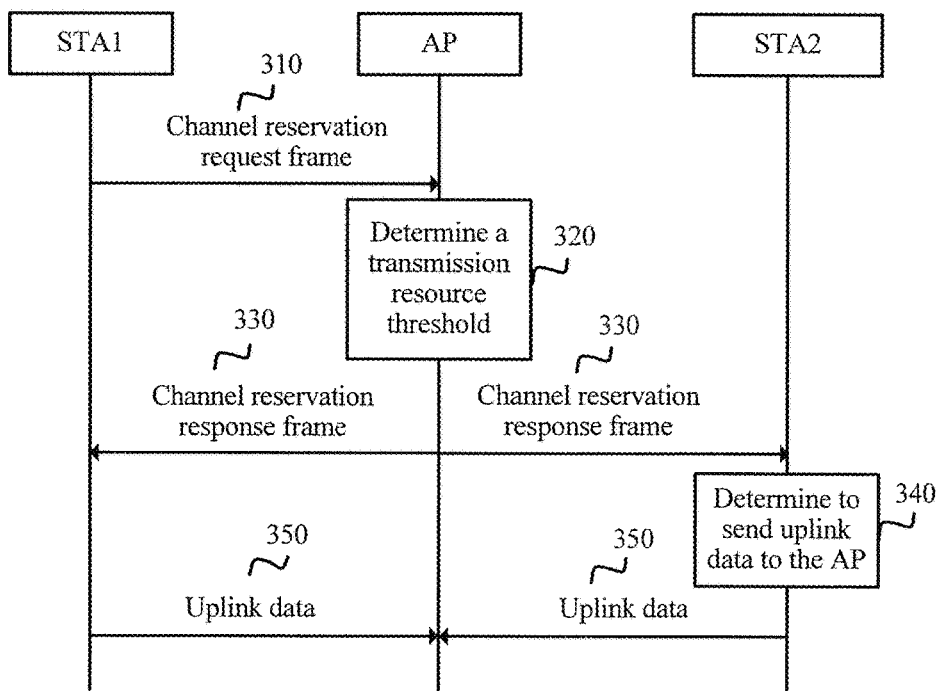 STA1
AP
STA2
310
Channel reservation
request frame
Determine a
transmission
resource
threshold
320
330
Channel reservation
response frame
330
Channel reservation
response frame
Determine to
send uplink
data to the AP
340
350
Uplink data
350
Uplink data